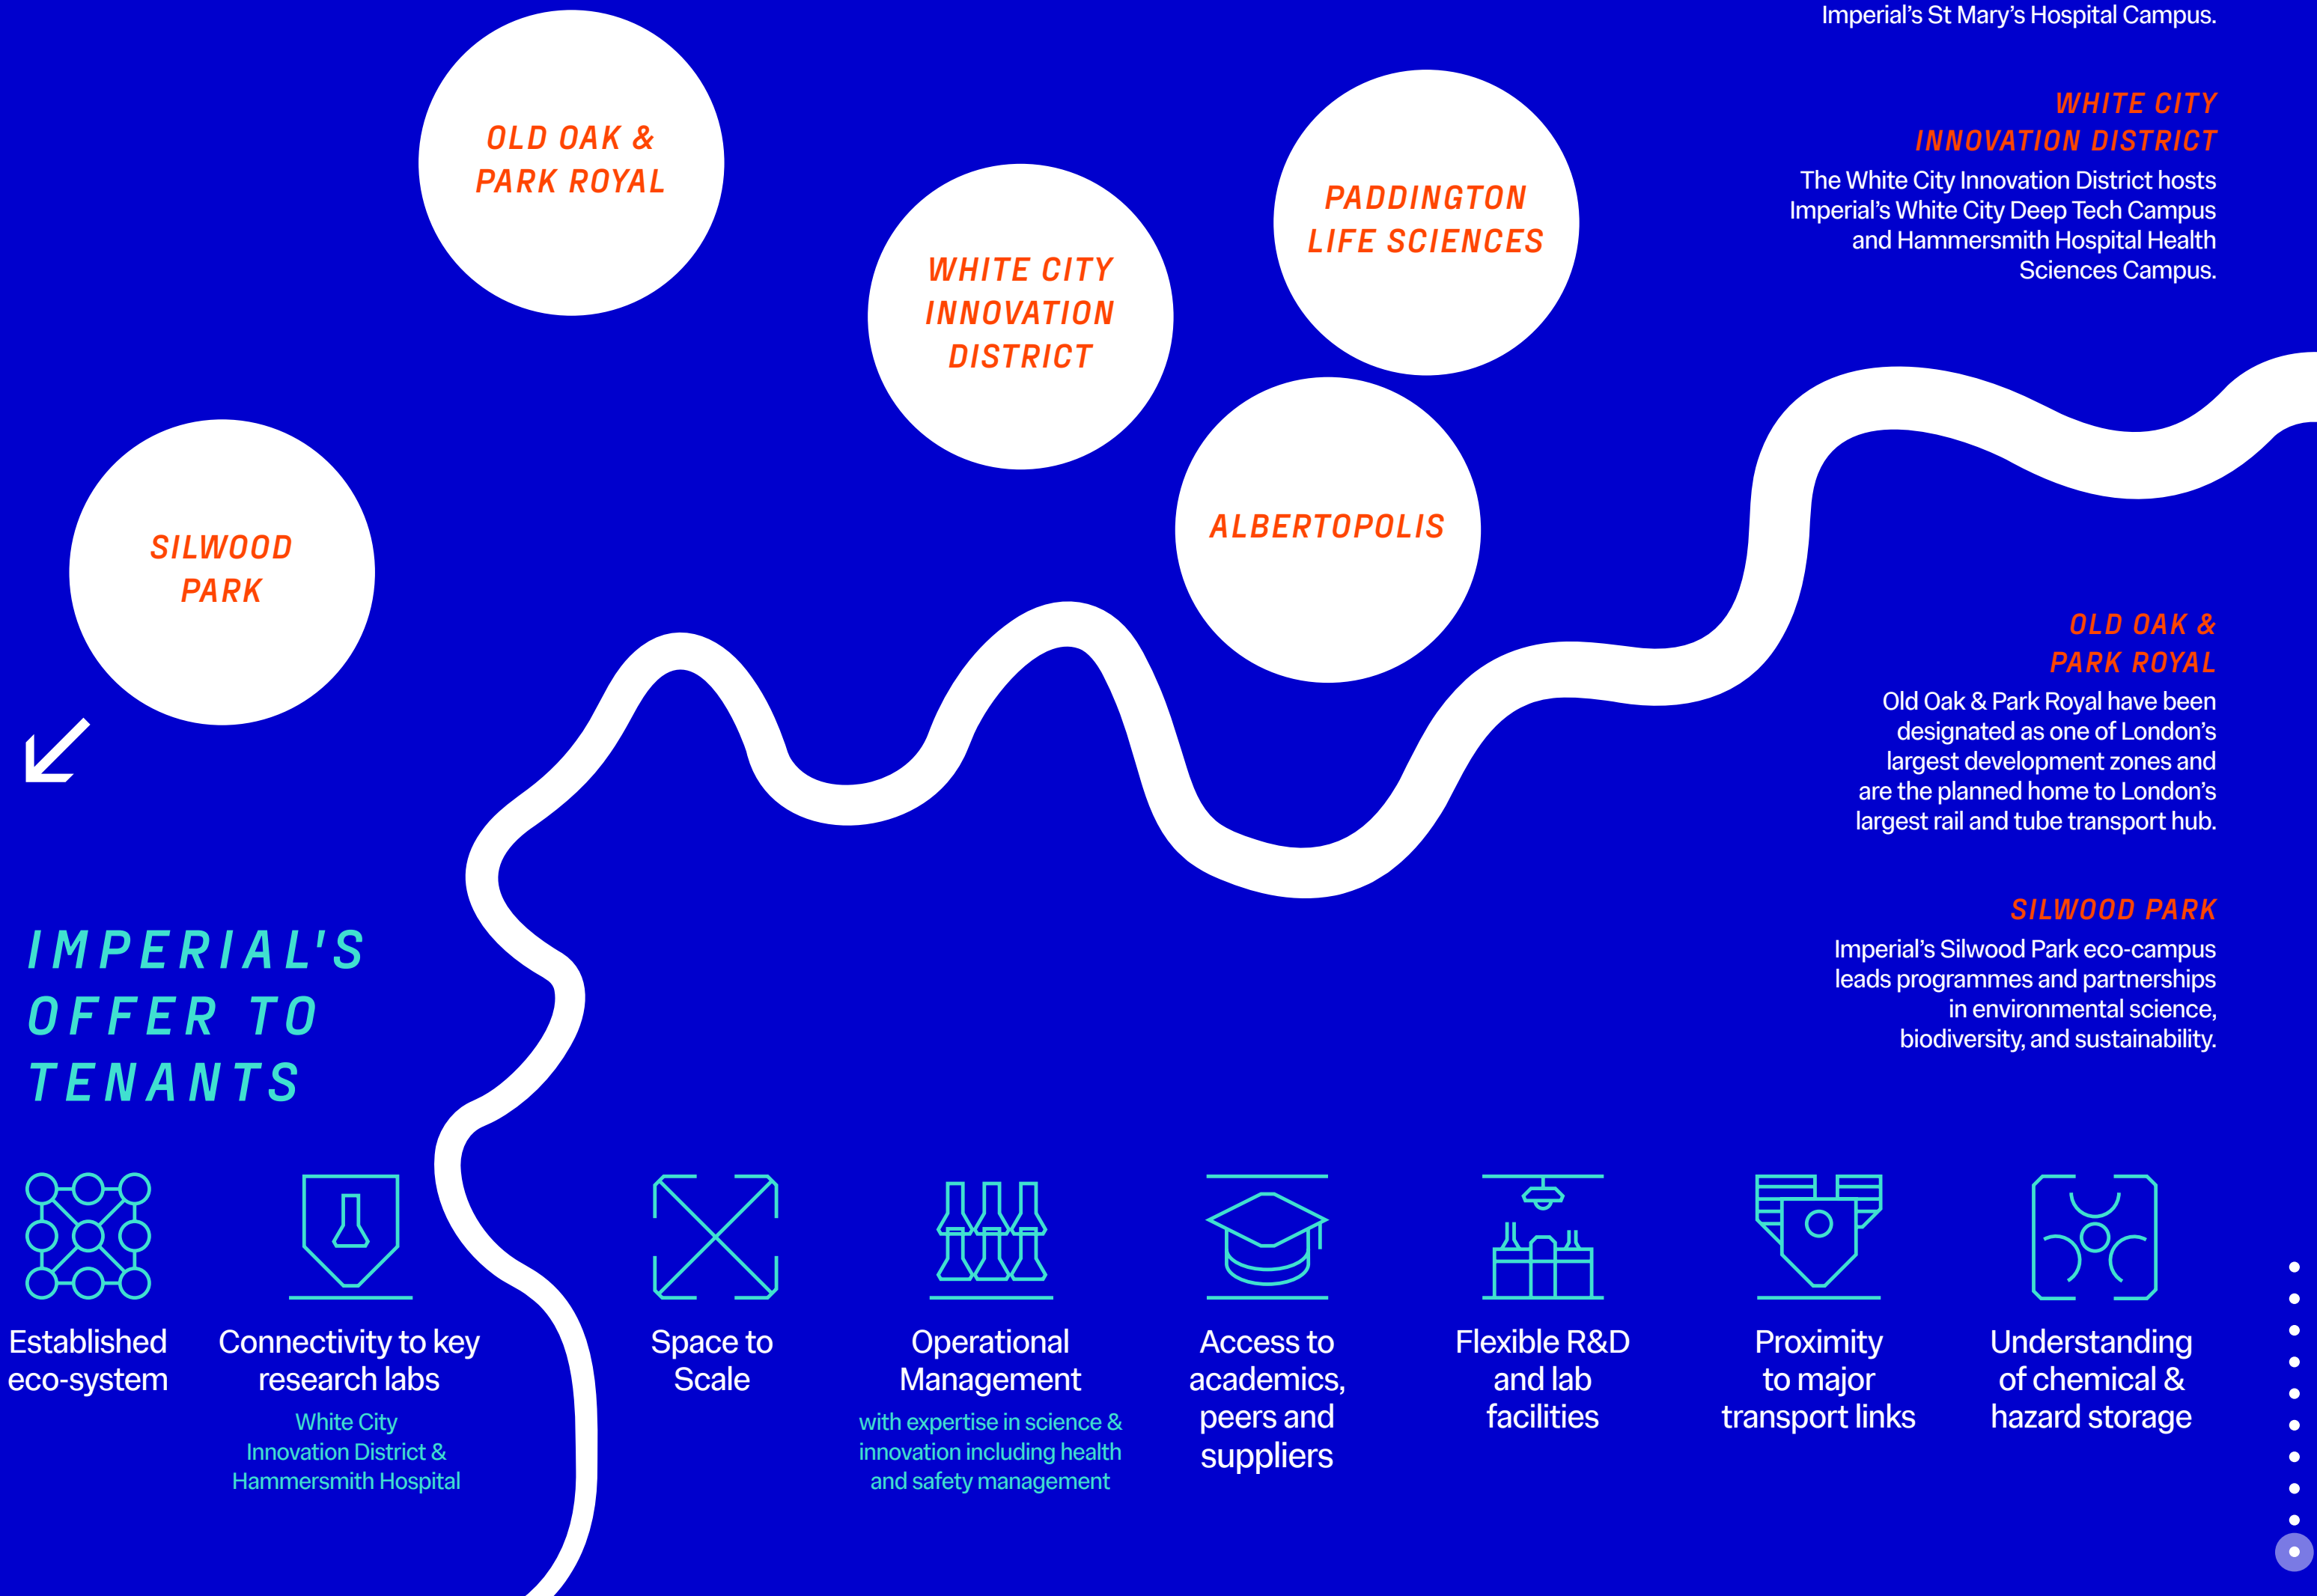 Imperial’s St Mary’s Hospital Campus.
OLD OAK &
PARK ROYAL
WHITE CITY
INNOVATION
DISTRICT
PADDINGTON
LIFE SCIENCES
ALBERTOPOLIS
SILWOOD
PARK
WHITE CITY
INNOVATION DISTRICT
The White City Innovation District hosts
Imperial’s White City Deep Tech Campus
and Hammersmith Hospital Health
Sciences Campus.
OLD OAK &
PARK ROYAL
Old Oak & Park Royal have been
designated as one of London’s
largest development zones and
are the planned home to London’s
largest rail and tube transport hub.
SILWOOD PARK
Imperial’s Silwood Park eco-campus
leads programmes and partnerships
in environmental science,
biodiversity, and sustainability.
IMPERIAL'S
OFFER TO
TENANTS
Established
eco-system
Connectivity to key
research labs
White City
Innovation District &
Hammersmith Hospital
Space to
Scale
Operational
Management
with expertise in science &
innovation including health
and safety management
Access to
academics,
peers and
suppliers
Flexible R&D
and lab
facilities
Proximity
to major
transport links
Understanding
of chemical &
hazard storage